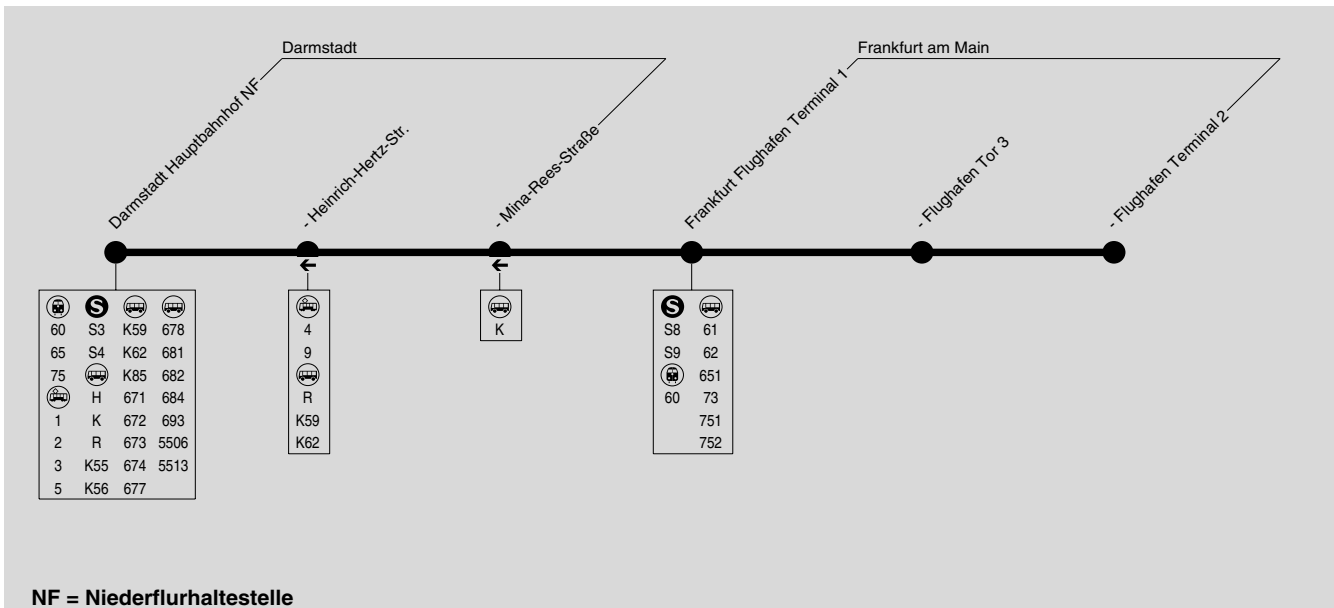 Darmstadt
Frankfurt am Main
Darmstadt Hauptbahnhof NF
- Heinrich-Hertz-Str.
- Mina-Rees-Straße
Frankfurt Flughafen Terminal 1
- Flughafen Tor 3
- Flughafen Terminal 2
S
60 S3 K59 678
65 S4 K62 681
75 K85 682
H 671 684
1 K 672 693
2 R 673 5506
3 K55 674 5513
5 K56 677
4
9
R
K59
K62
K
S
S8 61
S9 62
651
60 73
751
752
NF = Niederflurhaltestelle